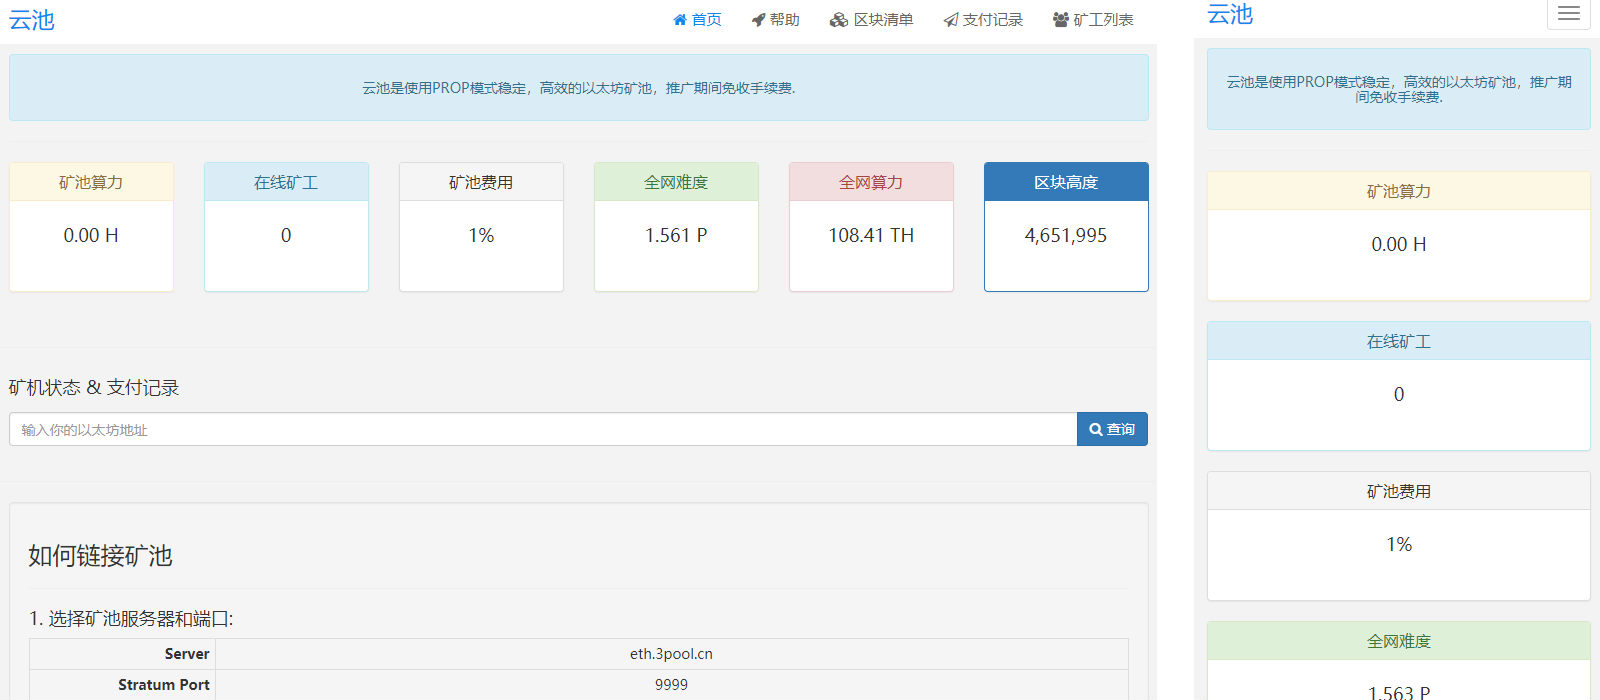 云池
首页 帮助 区块清单 支付记录 矿工列表
云池是使用PROP模式稳定，高效的以太坊矿池，推广期间免收手续费.
矿池算力
0.00 H
在线矿工
0
矿池费用
1%
全网难度
1.561 P
全网算力
108.41 TH
区块高度
4,651,995
矿机状态 & 支付记录
输入你的以太坊地址
查询
如何链接矿池
1. 选择矿池服务器和端口:
Server eth.3pool.cn
Stratum Port 9999
云池
云池是使用PROP模式稳定，高效的以太坊矿池，推广期
间免收手续费.
矿池算力
0.00 H
在线矿工
0
矿池费用
1%
全网难度
1.563 P